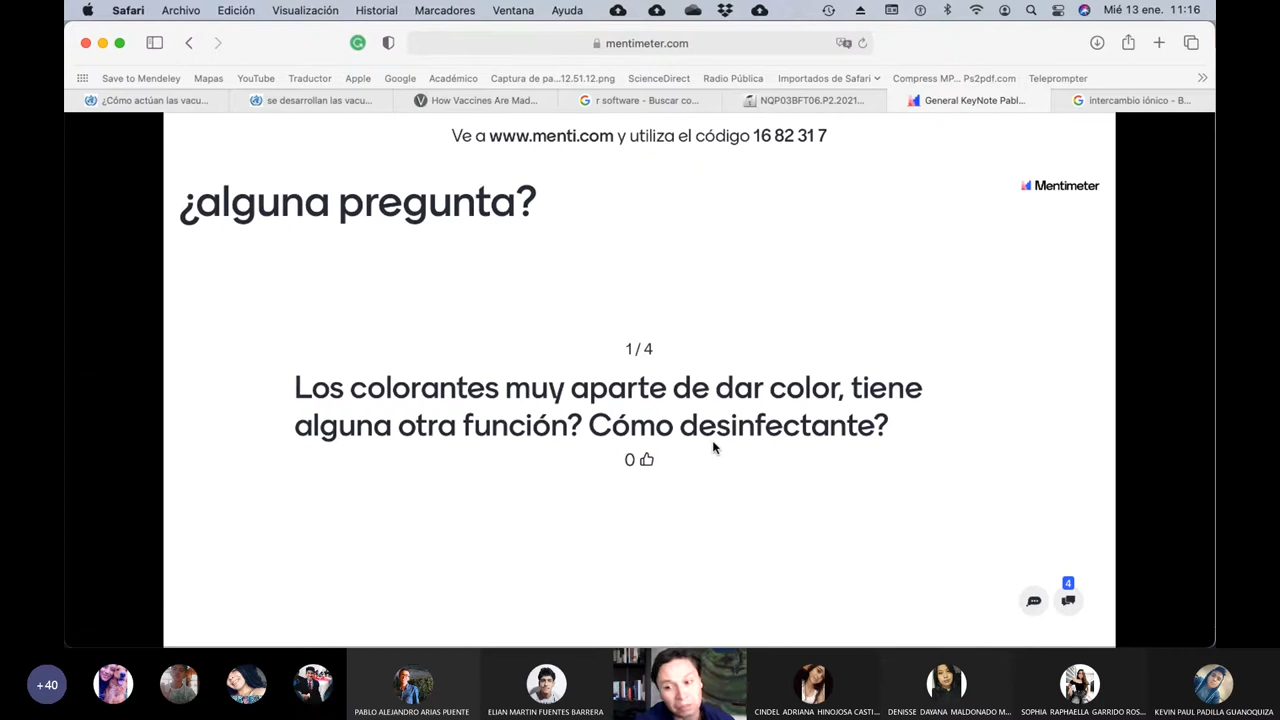 Safari Archivo Edición Visualización Historial Marcadores Ventana Ayuda Mié 13 ene. 11:16
mentimeter.com
Save to Mendeley Mapas YouTube Traductor Apple Google Académico Captura de pa...12.51.12.png ScienceDirect Radio Pública Importados de Safari Compress MP... Ps2pdf.com Teleprompter
¿Cómo actúan las vacu... se desarrollan las vacu... How Vaccines Are Mad... r software - Buscar co... NQP03BFT06.P2.2021... General KeyNote Pabl... intercambio iónico - B...
Ve a www.menti.com y utiliza el código 16 82 31 7
Mentimeter
¿alguna pregunta?
1 / 4
Los colorantes muy aparte de dar color, tiene
alguna otra función? Cómo desinfectante?
0
4
+40
PABLO ALEJANDRO ARIAS PUENTE ELIAN MARTIN FUENTES BARRERA CINDEL ADRIANA HINOJOSA CASTI... DENISSE DAYANA MALDONADO M... SOPHIA RAPHAELLA GARRIDO ROS... KEVIN PAUL PADILLA GUANOQUIZA